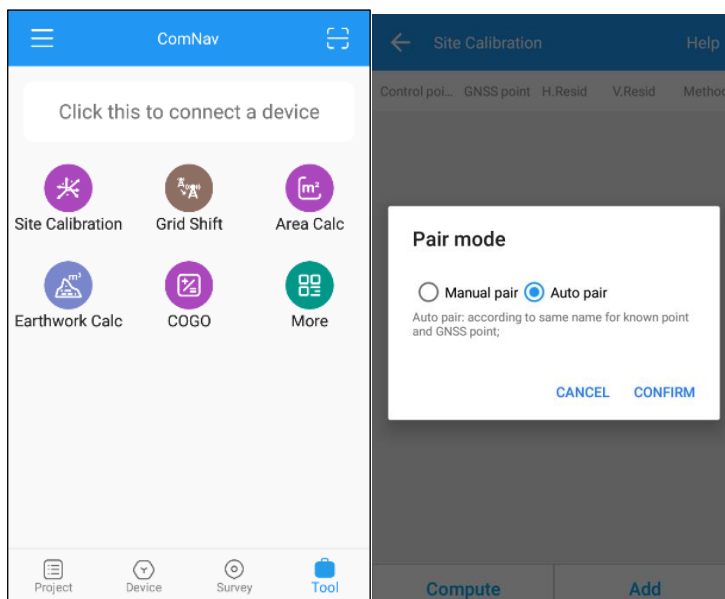 ComNav
Click this to connect a device
Site Calibration
Grid Shift
Area Calc
Earthwork Calc
COGO
More
Project
Device
Survey
Tool
Site Calibration
Help
Control poi... GNSS point H.Resid V.Resid Method
Pair mode
Manual pair Auto pair
Auto pair: according to same name for known point
and GNSS point;
CANCEL CONFIRM
Compute
Add